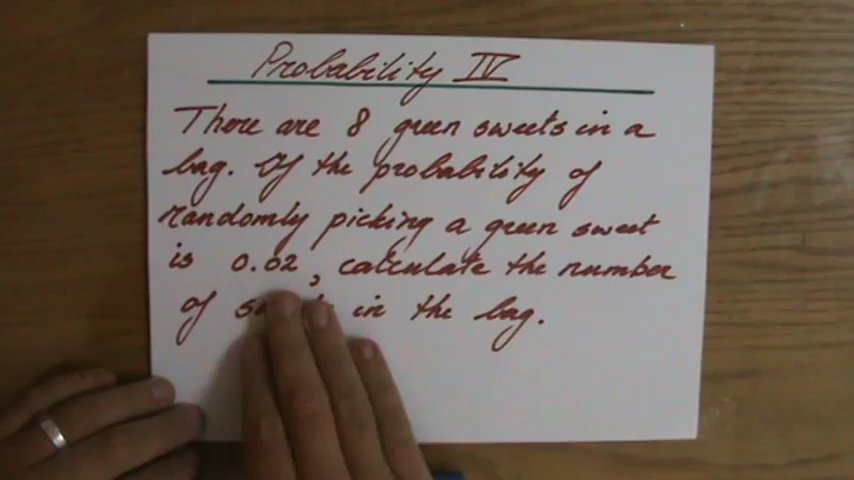 Probability IV
There are 8 green sweets in a
bag. If the probability of
randomly picking a green sweet
is 0.02, calculate the number
of in the bag.